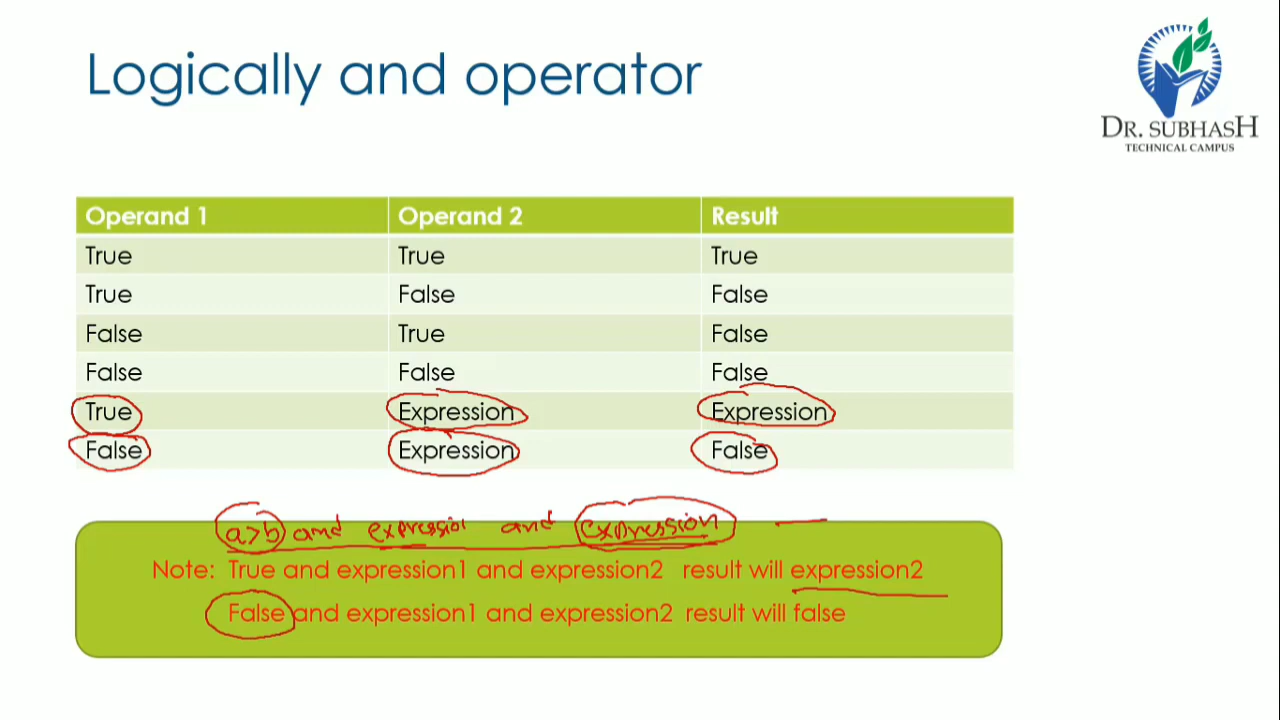 Logically and operator
DR. SUBHASH
TECHNICAL CAMPUS
Operand 1 Operand 2 Result
True True True
True False False
False True False
False False False
True Expression Expression
False Expression False
a>b and expression and expression
Note: True and expression1 and expression2 result will expression2
False and expression1 and expression2 result will false